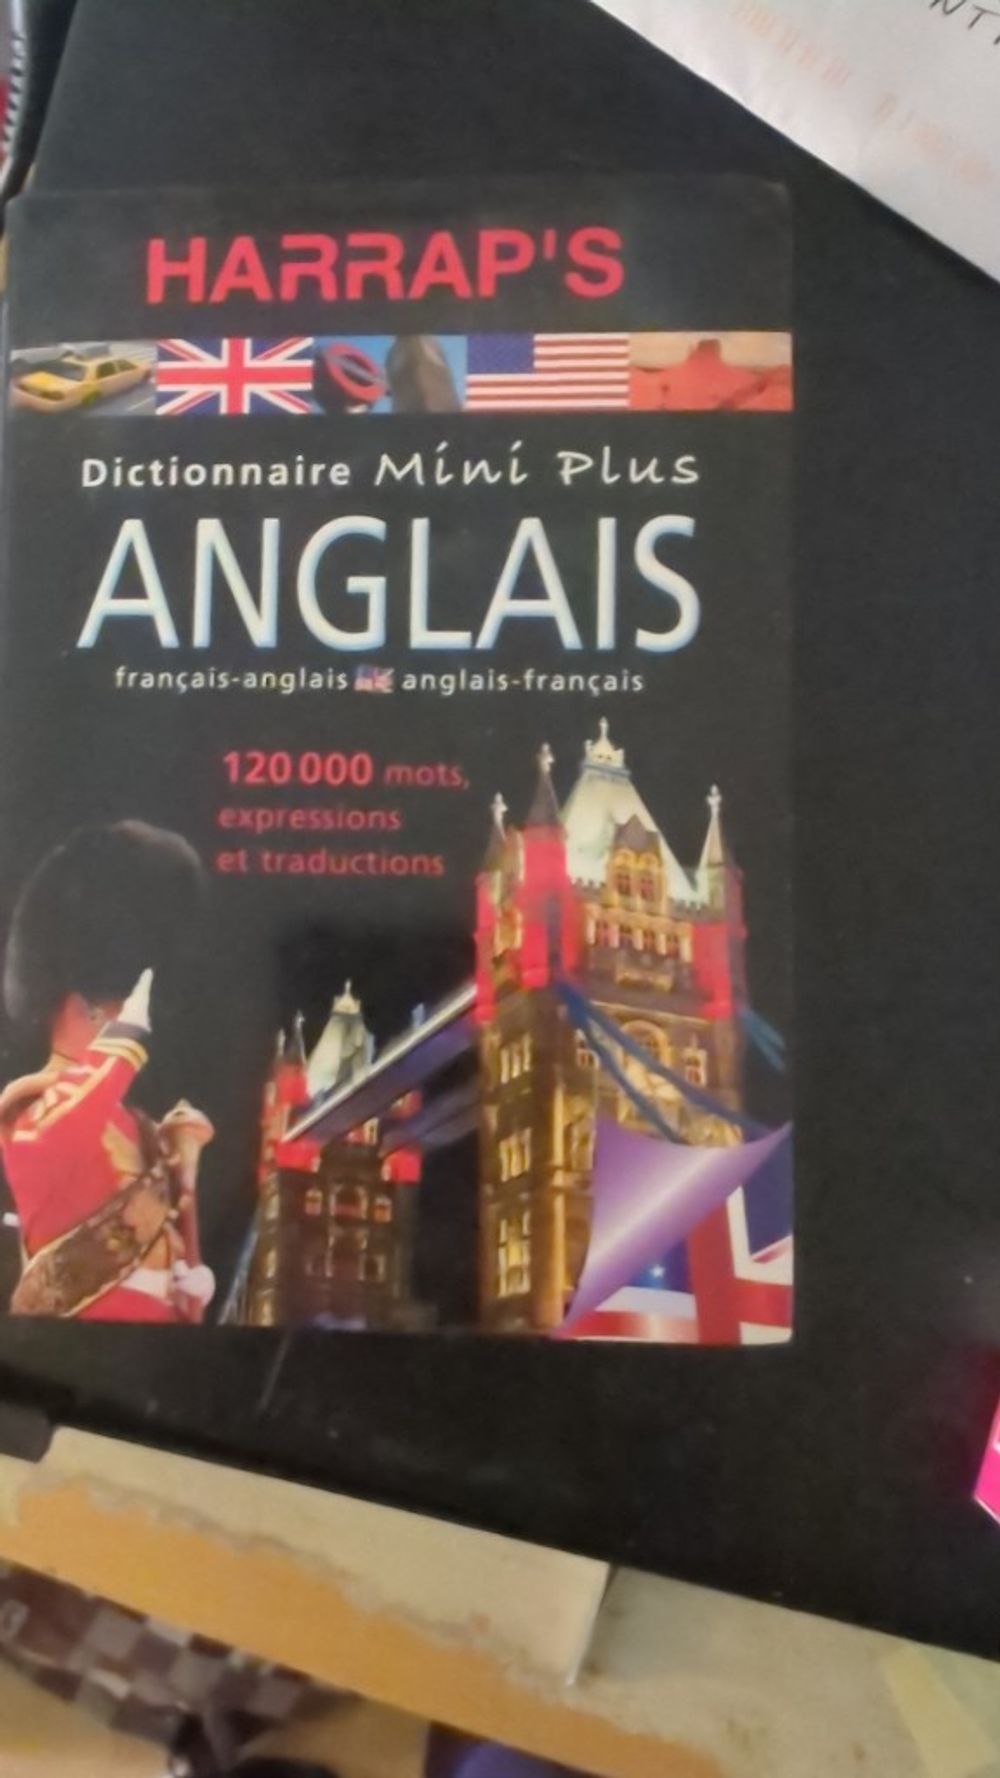 HARRAP'S
Dictionnaire Mini Plus
ANGLAIS
français-anglais anglais-français
120 000 mots,
expressions
et traductions